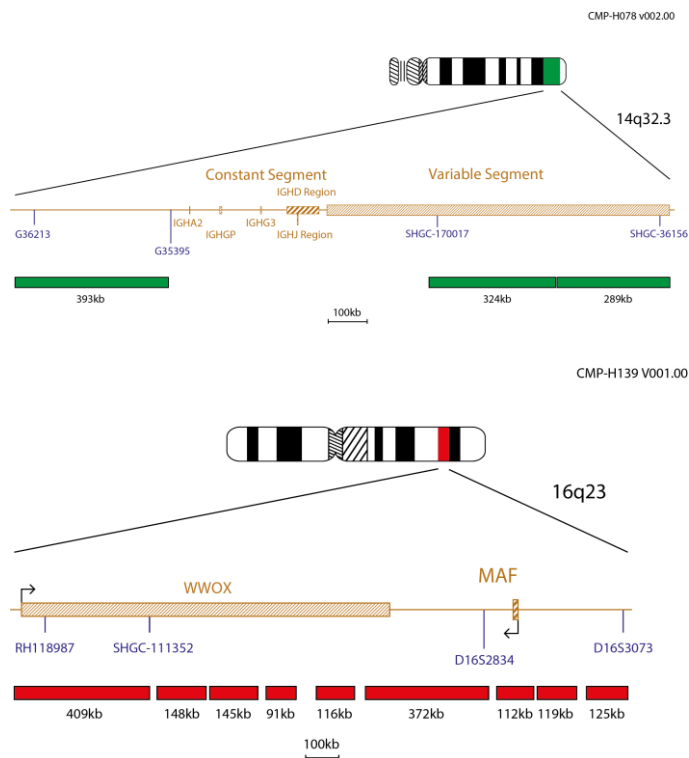 CMP-H078 v002.00
14q32.3
Constant Segment
Variable Segment
IGHD Region
G36213
G35395
IGHA2
IGHGP
IGHG3
IGHJ Region
SHGC-170017
SHGC-36156
393kb
324kb
289kb
100kb
CMP-H139 V001.00
16q23
WWOX
MAF
RH118987
SHGC-111352
D16S2834
D16S3073
409kb
148kb
145kb
91kb
116kb
372kb
112kb
119kb
125kb
100kb